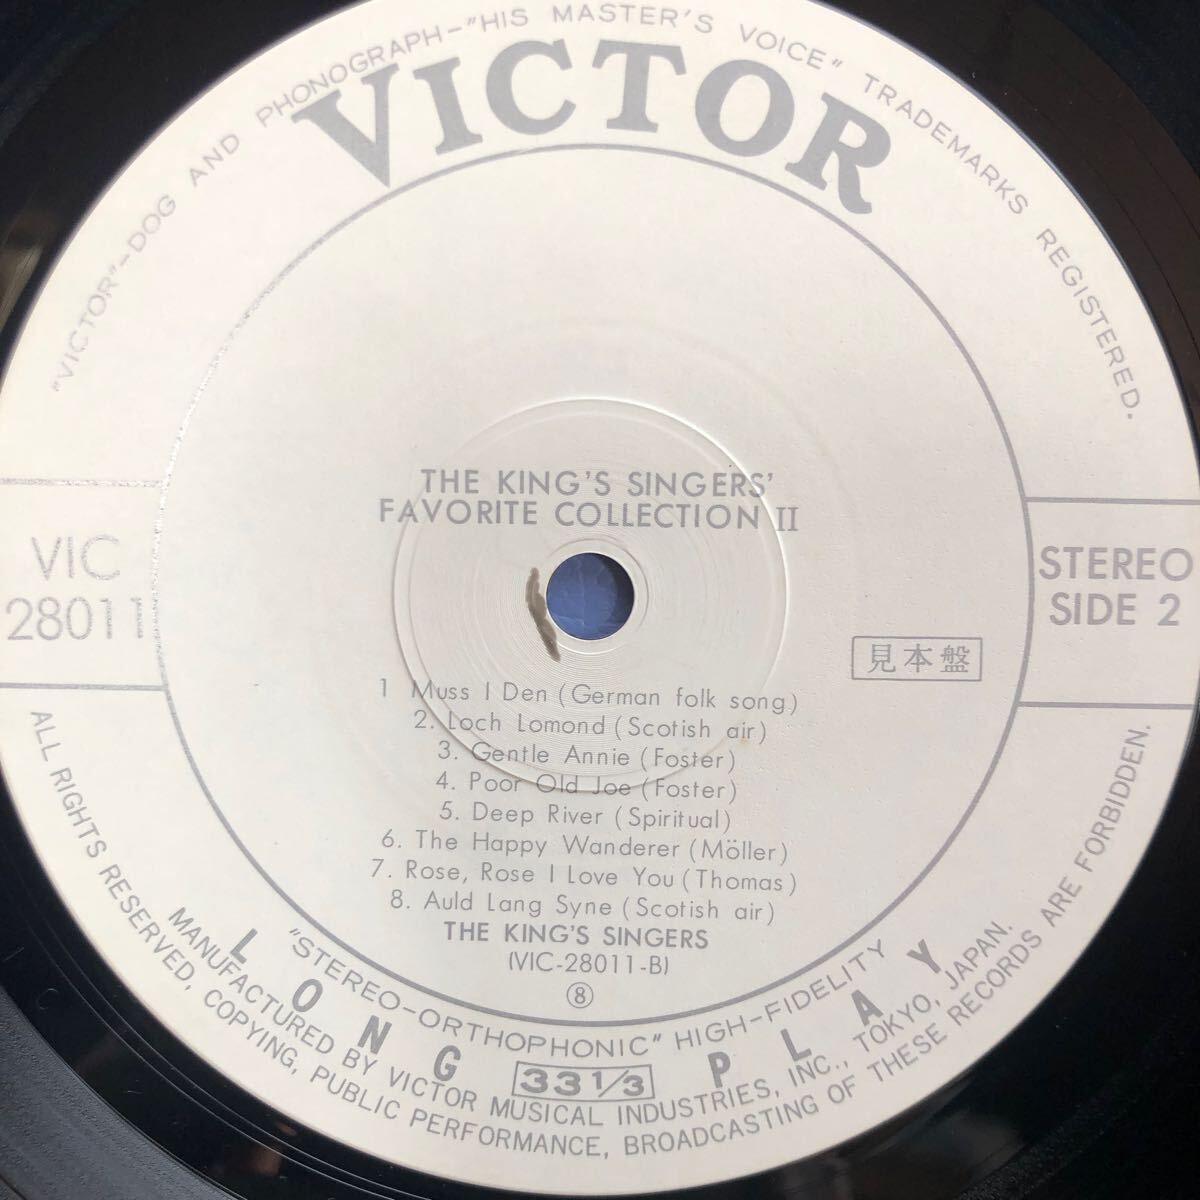 "VICTOR"-DOG AND PHONOGRAPH-"HIS MASTER'S VOICE" TRADEMARKS REGISTERED.
VICTOR
THE KING'S SINGERS'
FAVORITE COLLECTION II
VIC
28011
STEREO
SIDE 2
見本盤
1 Muss I Den (German folk song)
2. Loch Lomond (Scotish air)
3. Gentle Annie (Foster)
4. Poor Old Joe (Foster)
5. Deep River (Spiritual)
6. The Happy Wanderer (Möller)
7. Rose, Rose I Love You (Thomas)
8. Auld Lang Syne (Scotish air)
THE KING'S SINGERS
(VIC-28011-B)
⑧
"STEREO-ORTHOPHONIC" HIGH-FIDELITY
LONG 33 1/3 PLAY
MANUFACTURED BY VICTOR MUSICAL INDUSTRIES, INC., TOKYO, JAPAN.
ALL RIGHTS RESERVED, COPYING, PUBLIC PERFORMANCE, BROADCASTING OF THESE RECORDS ARE FORBIDDEN.